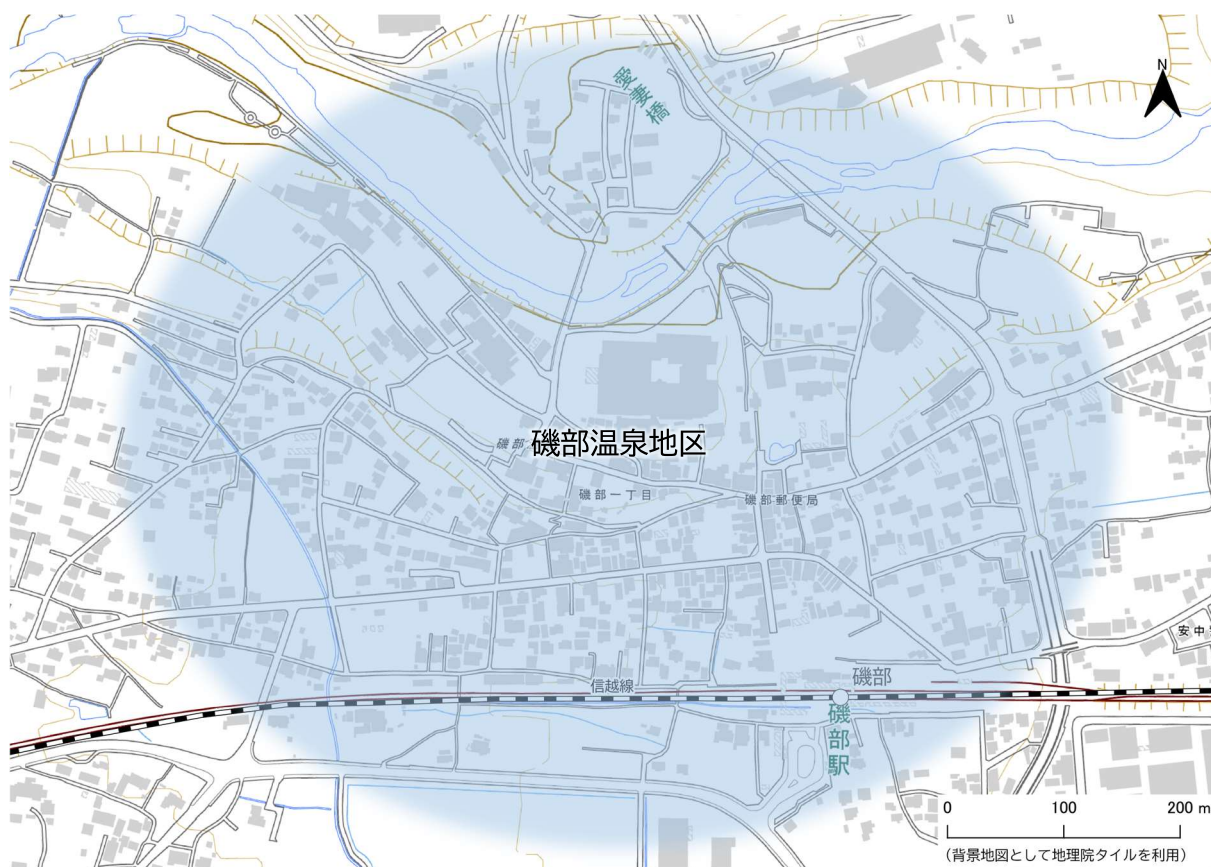 愛妻橋
N
磯部
磯部温泉地区
磯部一丁目
磯部郵便局
安中
信越線
磯部
磯部駅
0 100 200 m
(背景地図として地理院タイルを利用)